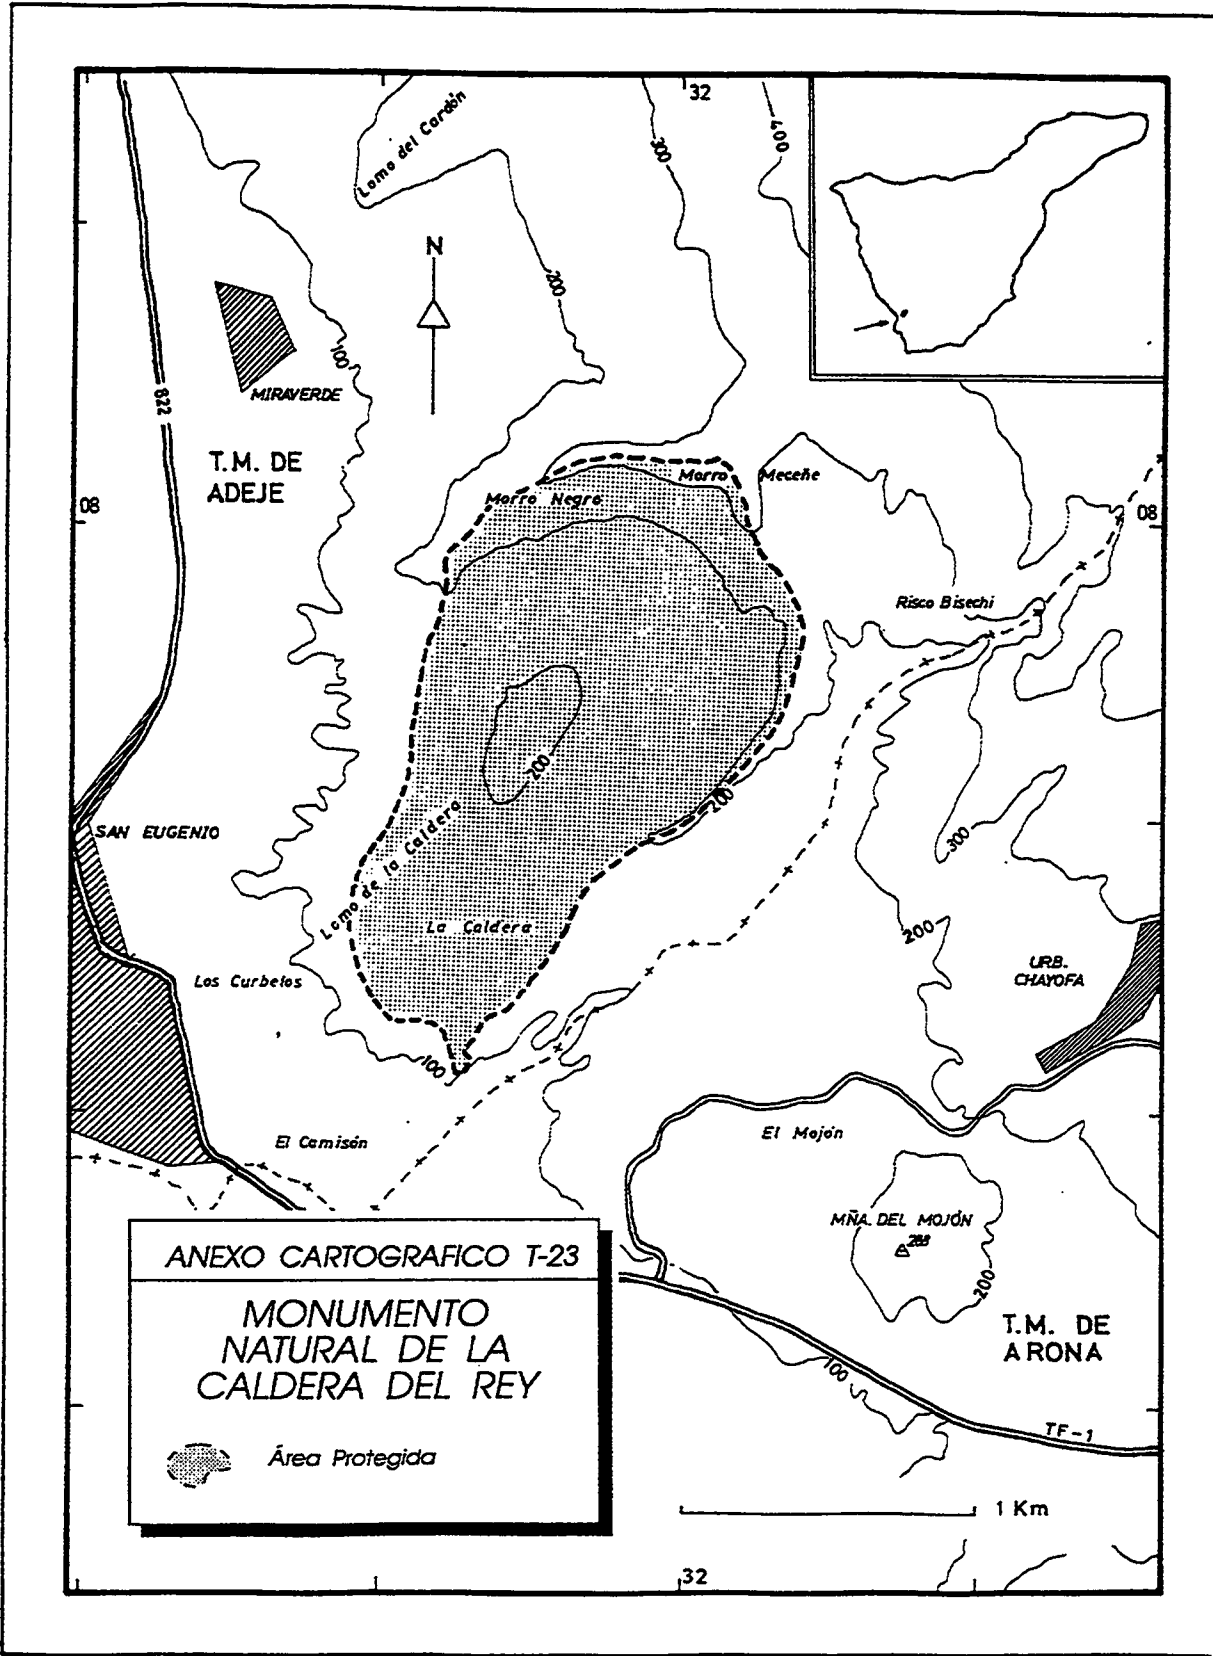 32
Lomo del Cardón
300
400
N
200
100
MIRAVERDE
822
T.M. DE
ADEJE
Morro Meceñe
Morro Negro
08
08
Risco Bisechi
200
200
SAN EUGENIO
Lomo de la Caldera
300
La Caldera
200
URB.
CHAYOFA
Los Curbelos
100
El Mojón
El Camisón
MÑA. DEL MOJÓN
288
200
ANEXO CARTOGRAFICO T-23
MONUMENTO
NATURAL DE LA
CALDERA DEL REY
Área Protegida
T.M. DE
ARONA
100
TF-1
1 Km
32